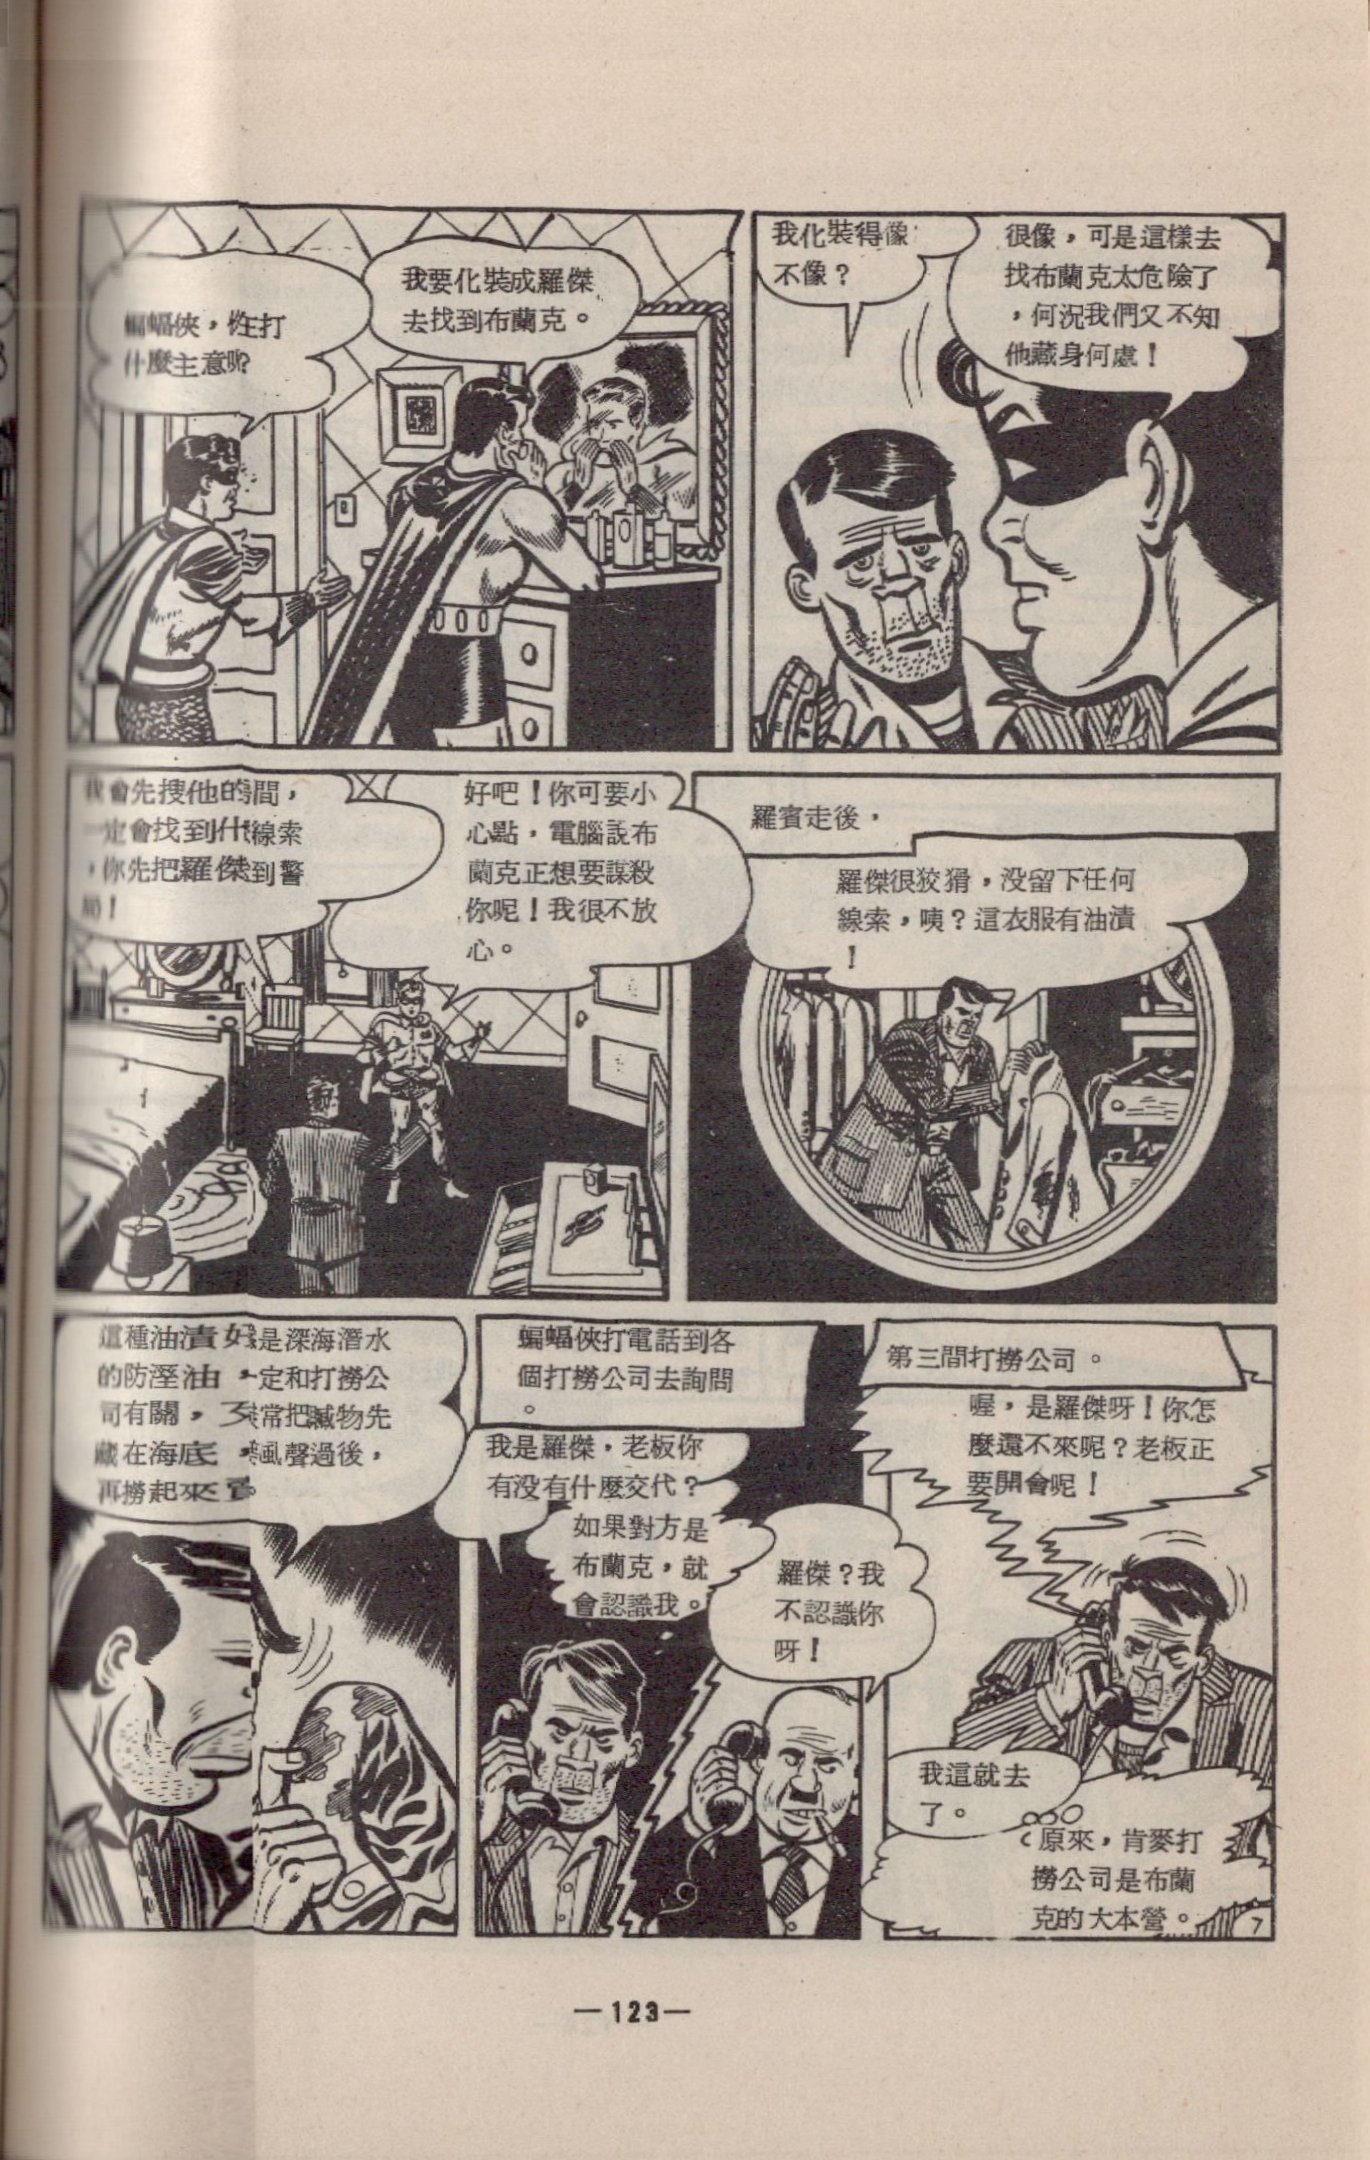 蝙蝠俠，你在打
什麼主意呢？
我要化裝成羅傑
去找到布蘭克。
我化裝得像
不像？
很像，可是這樣去
找布蘭克太危險了
，何況我們又不知
他藏身何處！
我會先搜他的房間，
一定會找到什麼線索
，你先把羅傑 到警
局！
好吧！你可要小
心點，電腦說布
蘭克正想要謀殺
你呢！我很不放
心。
羅賓走後，
羅傑很狡猾，没留下任何
線索，咦？這衣服有油漬
！
這種油漬好 是深海潛水
的防溼油，一定和打撈公
司有關， 常把贓物先
藏在海底， 風聲過後，
再撈起來賣。
蝙蝠俠打電話到各
個打撈公司去詢問
。
我是羅傑，老板你
有没有什麼交代？
如果對方是
布蘭克，就
會認識我。
羅傑？我
不認識你
呀！
第三間打撈公司。
喔，是羅傑呀！你怎
麼還不來呢？老板正
要開會呢！
我這就去
了。
（原來，肯麥打
撈公司是布蘭
克的大本營。
7
—123—